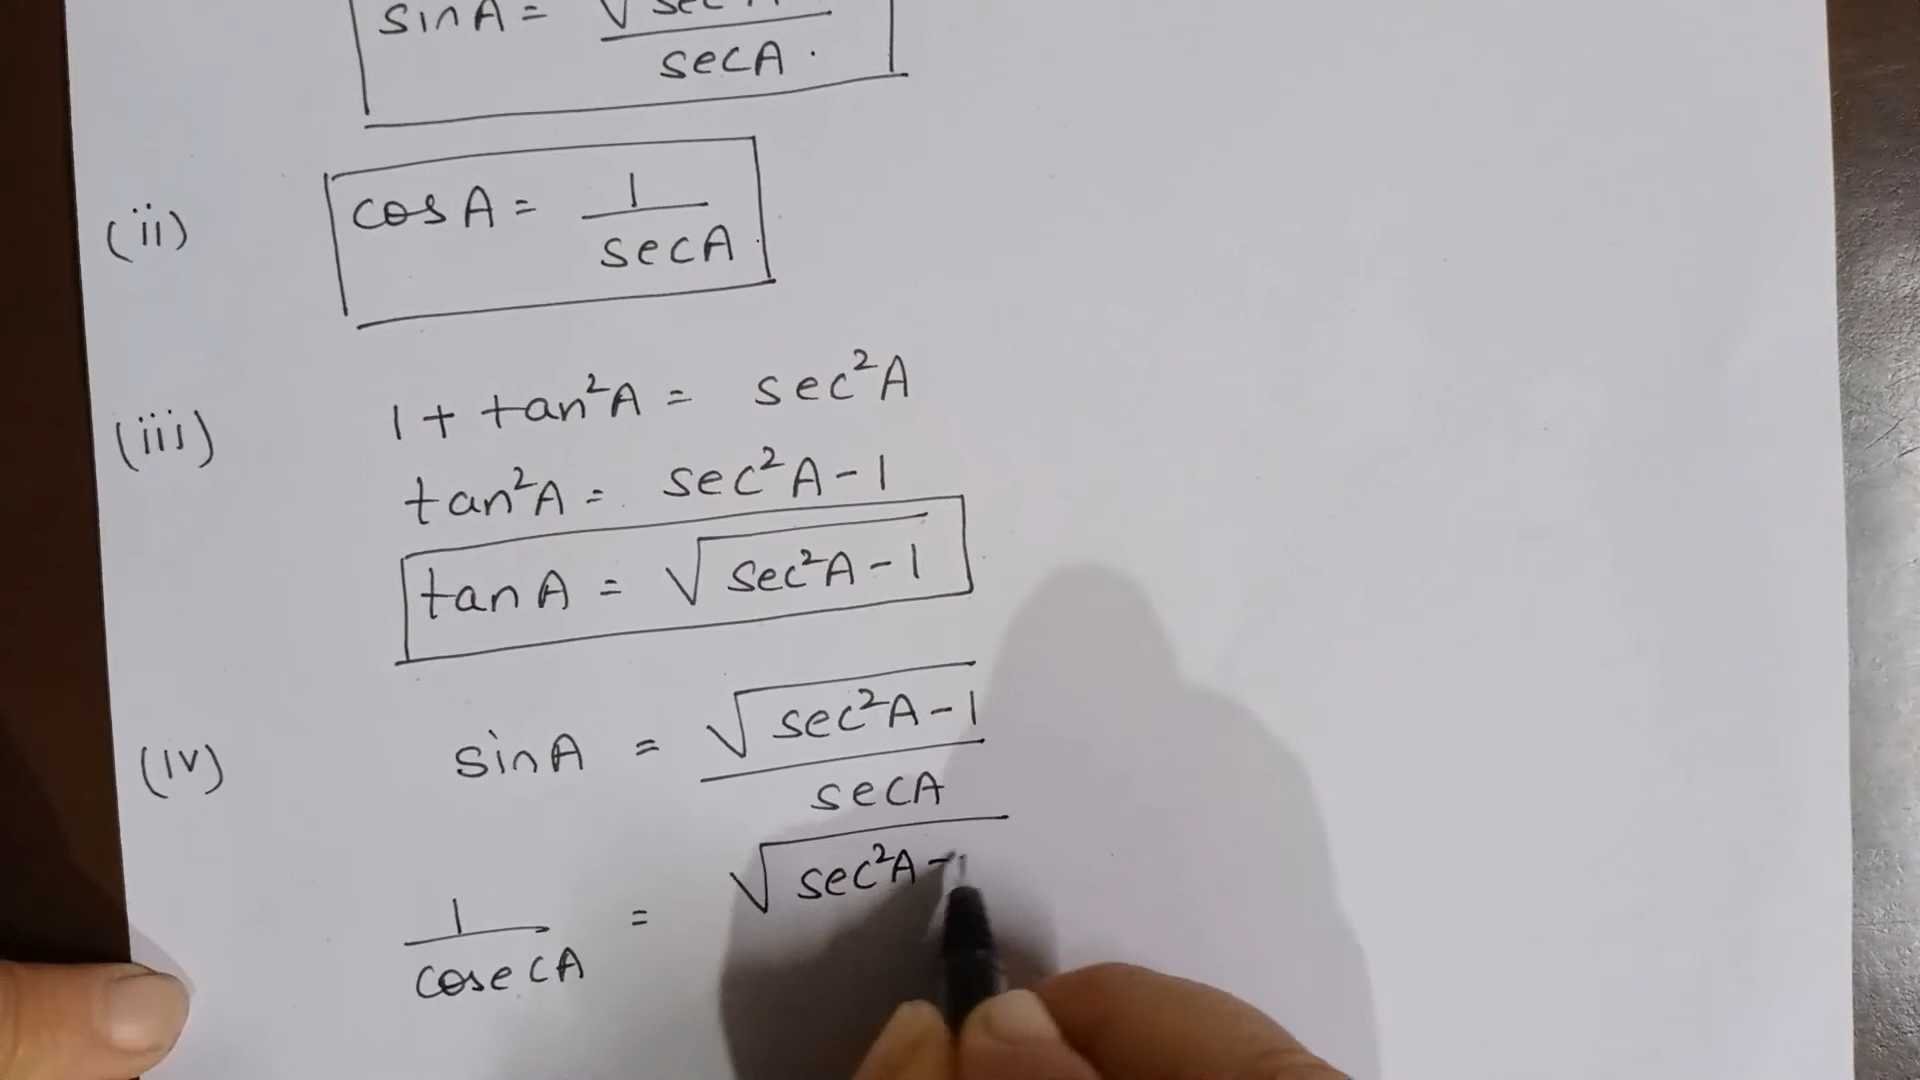 sinA = √sec A
secA .
(ii) cosA = 1
secA
(iii) 1 + tan²A = sec²A
tan²A = sec²A - 1
tanA = √sec²A - 1
(iv) sinA = √sec²A - 1
secA
1 = √sec²A -
cosecA